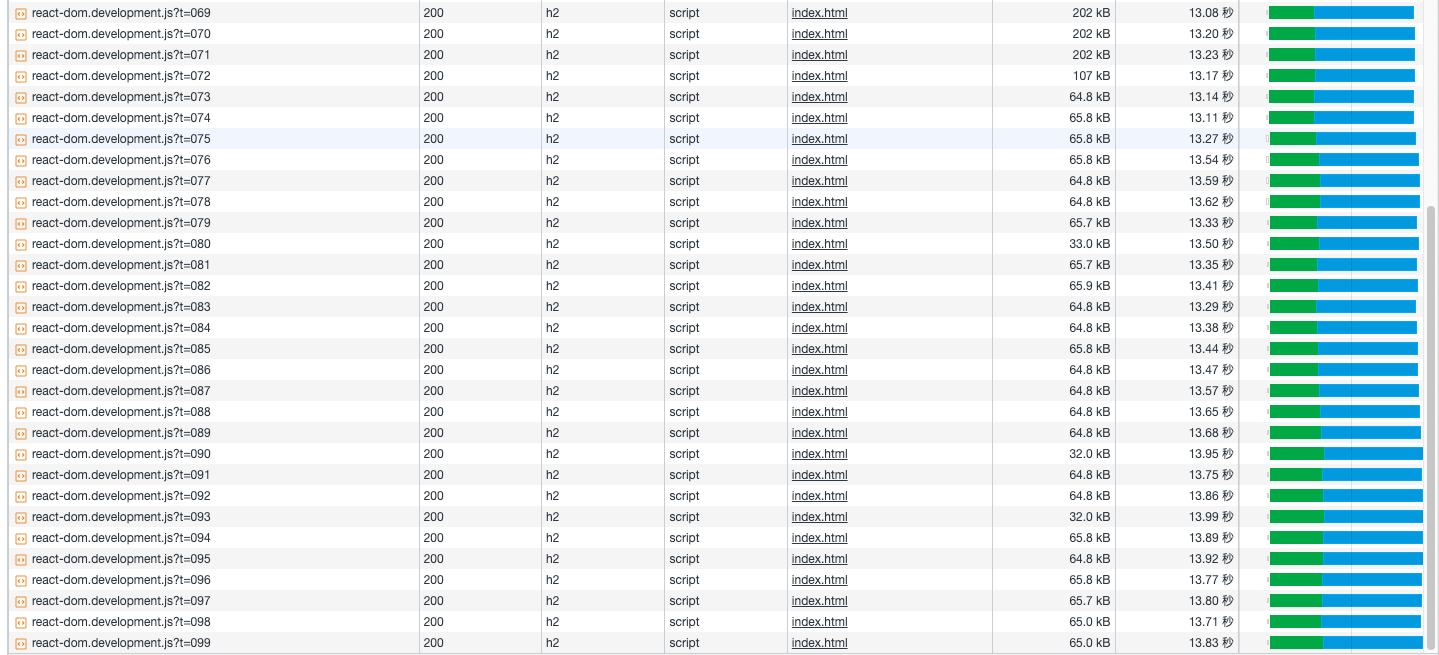 react-dom.development.js?t=069 200 h2 script index.html 202 kB 13.08 秒
react-dom.development.js?t=070 200 h2 script index.html 202 kB 13.20 秒
react-dom.development.js?t=071 200 h2 script index.html 202 kB 13.23 秒
react-dom.development.js?t=072 200 h2 script index.html 107 kB 13.17 秒
react-dom.development.js?t=073 200 h2 script index.html 64.8 kB 13.14 秒
react-dom.development.js?t=074 200 h2 script index.html 65.8 kB 13.11 秒
react-dom.development.js?t=075 200 h2 script index.html 65.8 kB 13.27 秒
react-dom.development.js?t=076 200 h2 script index.html 65.8 kB 13.54 秒
react-dom.development.js?t=077 200 h2 script index.html 64.8 kB 13.59 秒
react-dom.development.js?t=078 200 h2 script index.html 64.8 kB 13.62 秒
react-dom.development.js?t=079 200 h2 script index.html 65.7 kB 13.33 秒
react-dom.development.js?t=080 200 h2 script index.html 33.0 kB 13.50 秒
react-dom.development.js?t=081 200 h2 script index.html 65.7 kB 13.35 秒
react-dom.development.js?t=082 200 h2 script index.html 65.9 kB 13.41 秒
react-dom.development.js?t=083 200 h2 script index.html 64.8 kB 13.29 秒
react-dom.development.js?t=084 200 h2 script index.html 64.8 kB 13.38 秒
react-dom.development.js?t=085 200 h2 script index.html 65.8 kB 13.44 秒
react-dom.development.js?t=086 200 h2 script index.html 64.8 kB 13.47 秒
react-dom.development.js?t=087 200 h2 script index.html 64.8 kB 13.57 秒
react-dom.development.js?t=088 200 h2 script index.html 64.8 kB 13.65 秒
react-dom.development.js?t=089 200 h2 script index.html 64.8 kB 13.68 秒
react-dom.development.js?t=090 200 h2 script index.html 32.0 kB 13.95 秒
react-dom.development.js?t=091 200 h2 script index.html 64.8 kB 13.75 秒
react-dom.development.js?t=092 200 h2 script index.html 64.8 kB 13.86 秒
react-dom.development.js?t=093 200 h2 script index.html 32.0 kB 13.99 秒
react-dom.development.js?t=094 200 h2 script index.html 65.8 kB 13.89 秒
react-dom.development.js?t=095 200 h2 script index.html 64.8 kB 13.92 秒
react-dom.development.js?t=096 200 h2 script index.html 65.8 kB 13.77 秒
react-dom.development.js?t=097 200 h2 script index.html 65.7 kB 13.80 秒
react-dom.development.js?t=098 200 h2 script index.html 65.0 kB 13.71 秒
react-dom.development.js?t=099 200 h2 script index.html 65.0 kB 13.83 秒